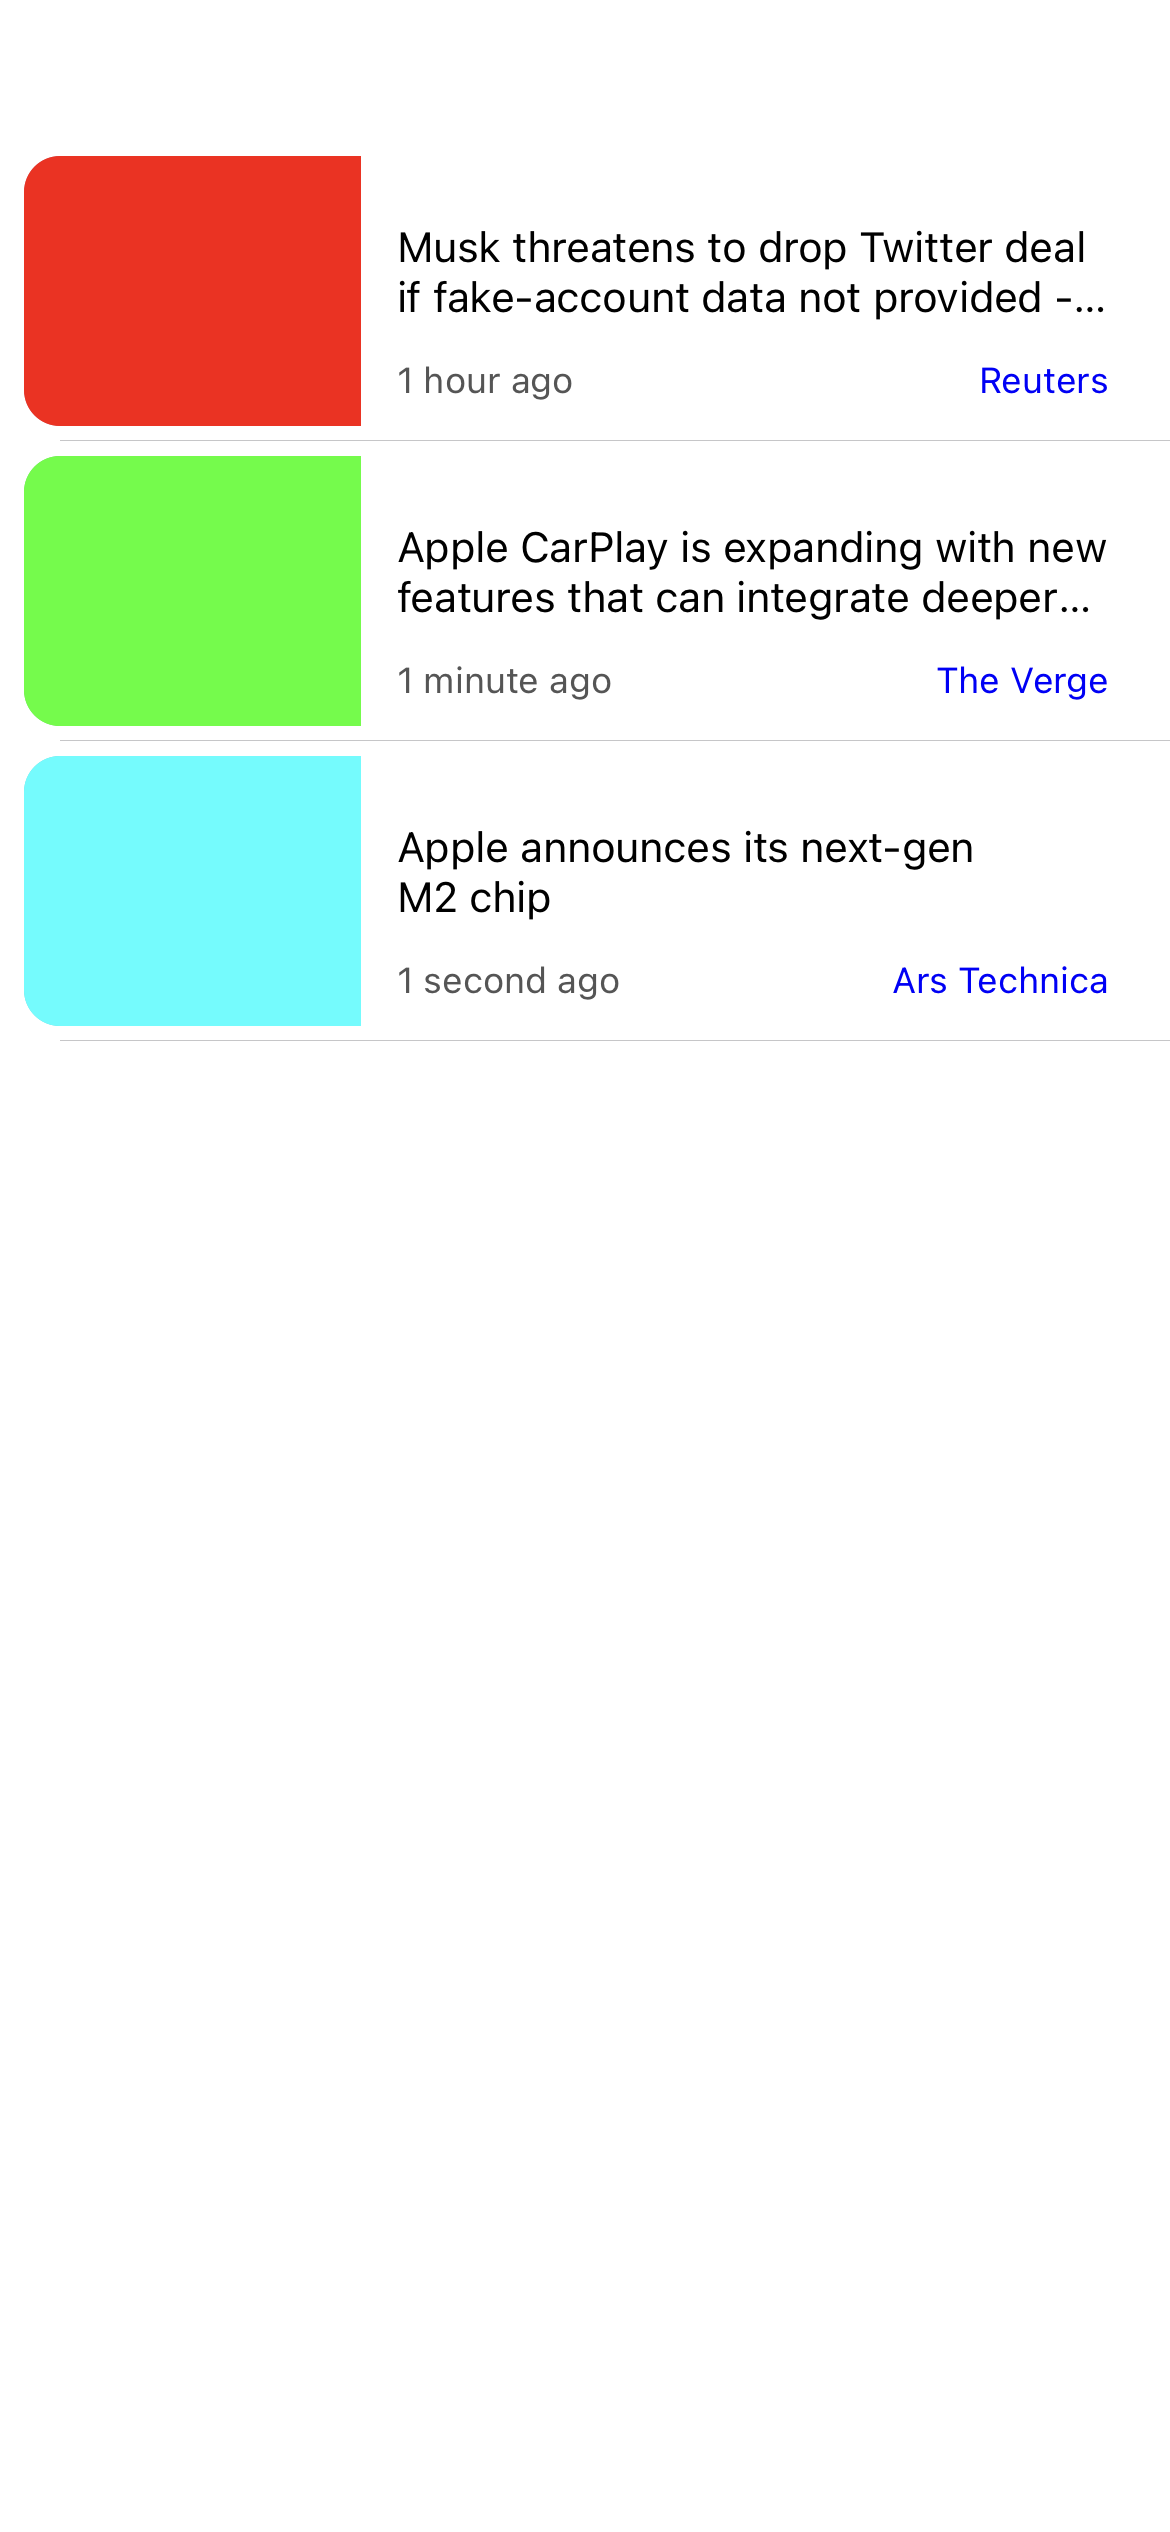 Musk threatens to drop Twitter deal
if fake-account data not provided -...
1 hour ago Reuters
Apple CarPlay is expanding with new
features that can integrate deeper...
1 minute ago The Verge
Apple announces its next-gen
M2 chip
1 second ago Ars Technica